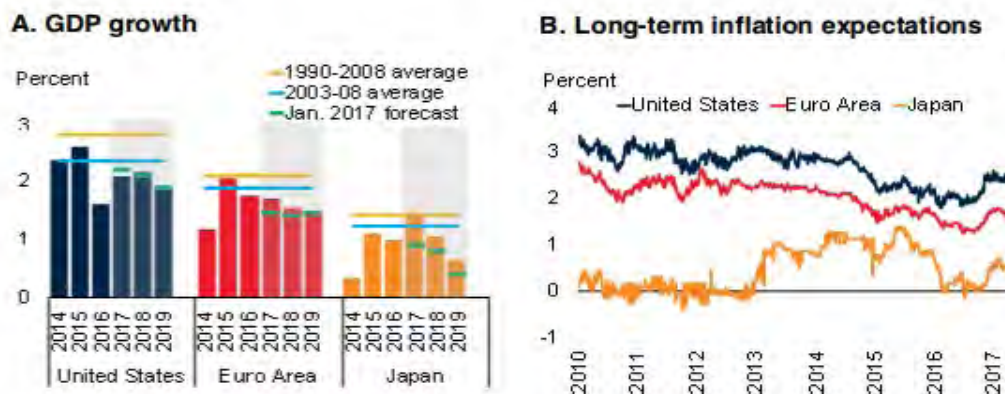 A. GDP growth
Percent
1990-2008 average
2003-08 average
Jan. 2017 forecast
3
2
1
0
2014 2015 2016 2017 2018 2019 2014 2015 2016 2017 2018 2019 2014 2015 2016 2017 2018 2019
United States Euro Area Japan
B. Long-term inflation expectations
Percent
4
United States Euro Area Japan
3
2
1
0
-1
2010 2011 2012 2013 2014 2015 2016 2017